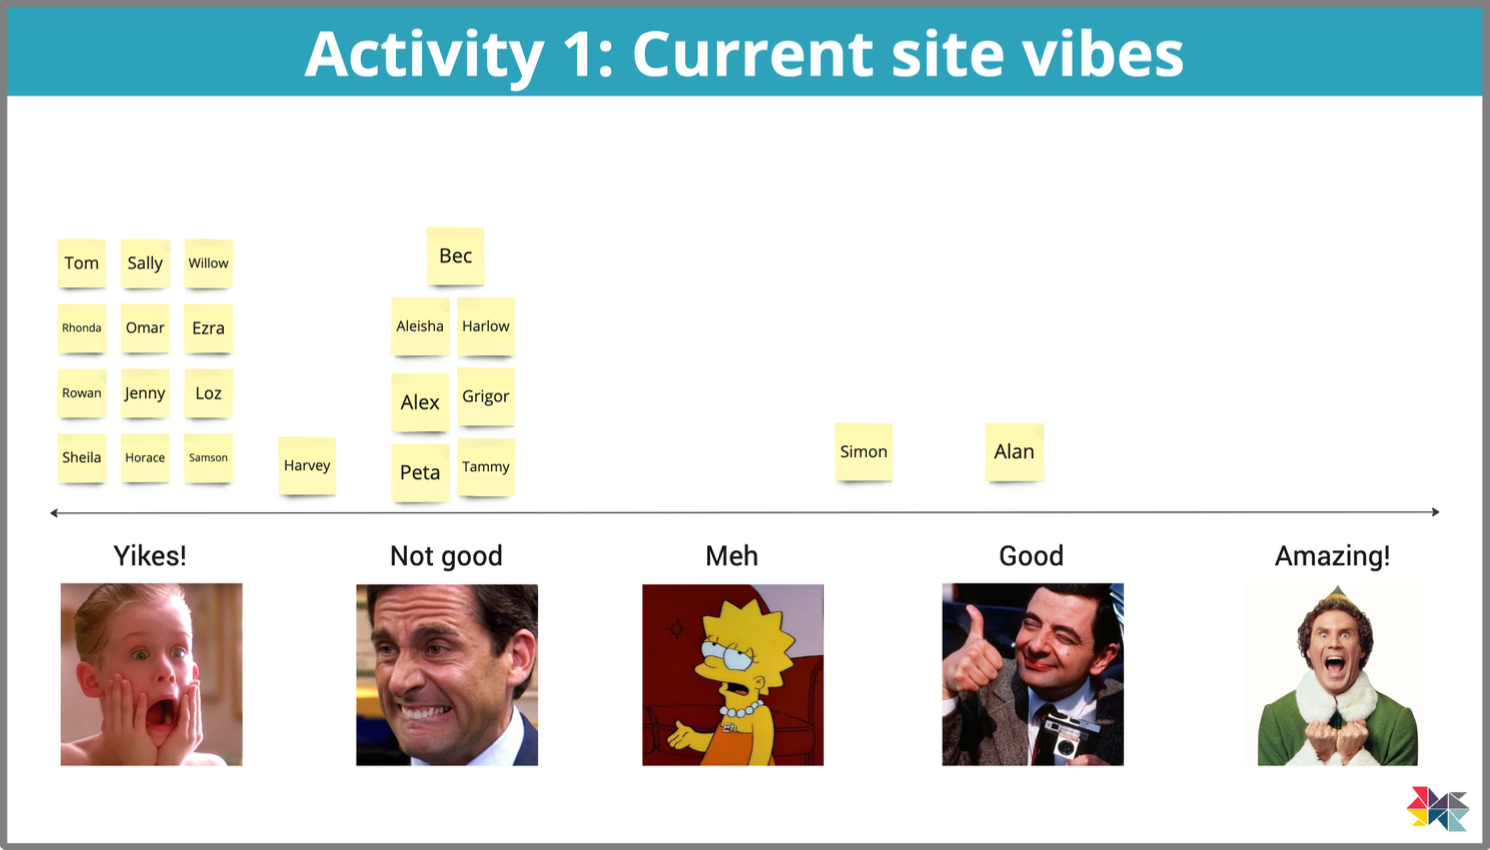 Activity 1: Current site vibes
Bec
Tom Sally Willow
Aleisha Harlow
Rhonda Omar Ezra
Rowan Jenny Loz
Alex Grigor
Sheila Horace Samson
Harvey
Peta Tammy
Simon
Alan
Yikes!
Not good
Meh
Good
Amazing!